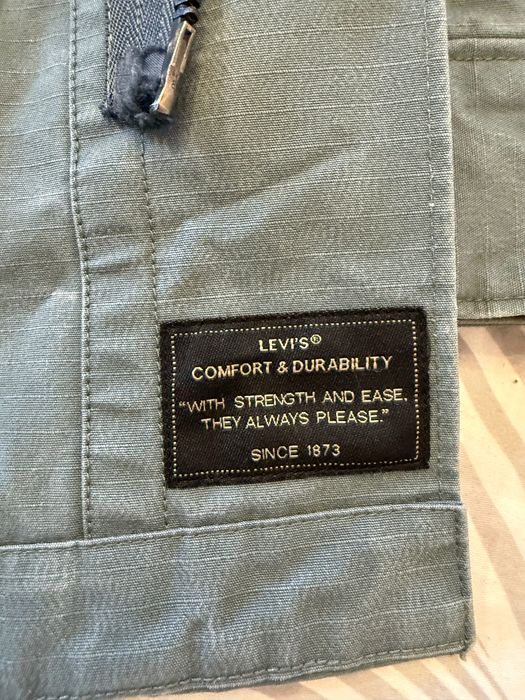 LEVI'S®
COMFORT & DURABILITY
"WITH STRENGTH AND EASE,
THEY ALWAYS PLEASE."
SINCE 1873